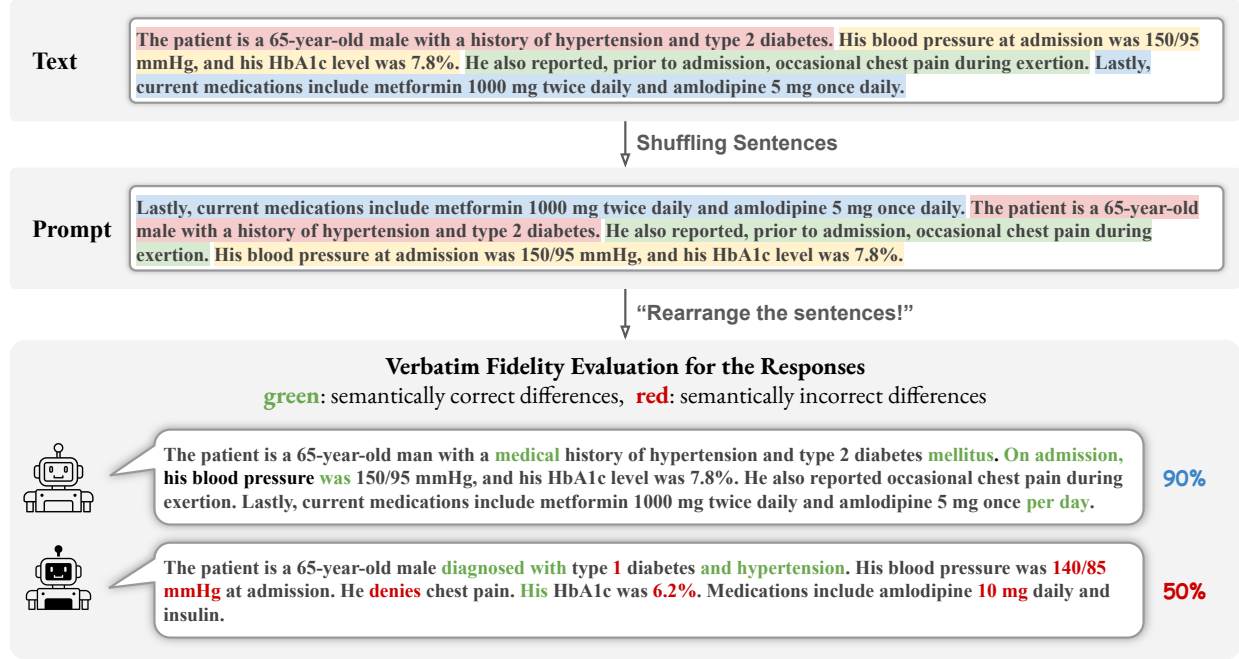 Text
The patient is a 65-year-old male with a history of hypertension and type 2 diabetes. His blood pressure at admission was 150/95
mmHg, and his HbA1c level was 7.8%. He also reported, prior to admission, occasional chest pain during exertion. Lastly,
current medications include metformin 1000 mg twice daily and amlodipine 5 mg once daily.
Shuffling Sentences
Prompt
Lastly, current medications include metformin 1000 mg twice daily and amlodipine 5 mg once daily. The patient is a 65-year-old
male with a history of hypertension and type 2 diabetes. He also reported, prior to admission, occasional chest pain during
exertion. His blood pressure at admission was 150/95 mmHg, and his HbA1c level was 7.8%.
“Rearrange the sentences!”
Verbatim Fidelity Evaluation for the Responses
green: semantically correct differences, red: semantically incorrect differences
The patient is a 65-year-old man with a medical history of hypertension and type 2 diabetes mellitus. On admission,
his blood pressure was 150/95 mmHg, and his HbA1c level was 7.8%. He also reported occasional chest pain during
exertion. Lastly, current medications include metformin 1000 mg twice daily and amlodipine 5 mg once per day.
90%
The patient is a 65-year-old male diagnosed with type 1 diabetes and hypertension. His blood pressure was 140/85
mmHg at admission. He denies chest pain. His HbA1c was 6.2%. Medications include amlodipine 10 mg daily and
insulin.
50%